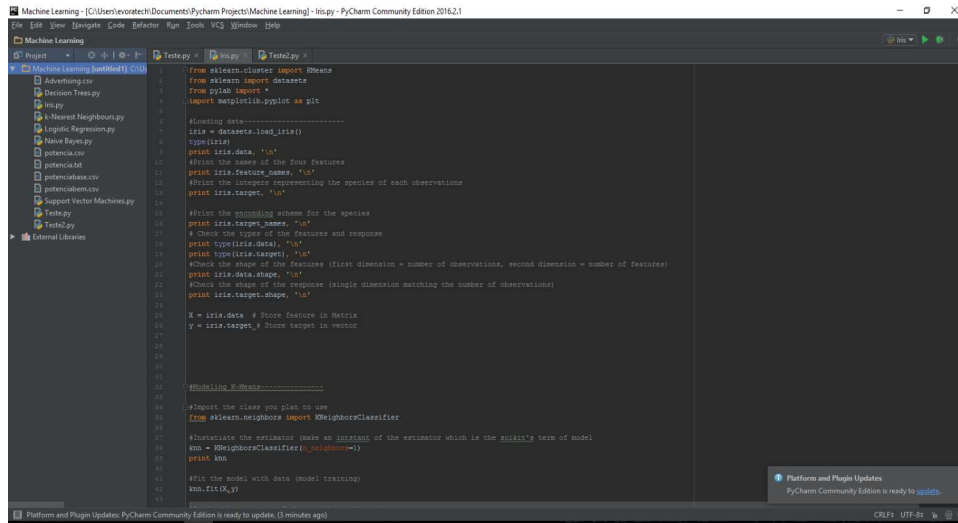 Machine Learning - [C:\Users\evoratech\Documents\Pycharm Projects\Machine Learning] - Iris.py - PyCharm Community Edition 2016.2.1
File Edit View Navigate Code Refactor Run Tools VCS Window Help
Machine Learning
Iris
Project
Teste.py
Iris.py
Teste2.py
Machine Learning [untitled1] C:\Us
Advertising.csv
Decision Trees.py
Iris.py
k-Nearest Neighbours.py
Logistic Regression.py
Naive Bayes.py
potencia.csv
potencia.txt
potenciabase.csv
potenciabem.csv
Support Vector Machines.py
Teste.py
Teste2.py
External Libraries
from sklearn.cluster import KMeans
from sklearn import datasets
from pylab import *
import matplotlib.pyplot as plt
#Loading data------------------------
iris = datasets.load_iris()
type(iris)
print iris.data, '\n'
#Print the names of the four features
print iris.feature_names, '\n'
#Print the integers representing the species of each observations
print iris.target, '\n'
#Print the enconding scheme for the species
print iris.target_names, '\n'
# Check the types of the features and response
print type(iris.data), '\n'
print type(iris.target), '\n'
#Check the shape of the features (first dimension = number of observations, second dimension = number of features)
print iris.data.shape, '\n'
#Check the shape of the response (single dimension matching the number of observations)
print iris.target.shape, '\n'
X = iris.data # Store feature in Matrix
y = iris.target # Store target in vector
#Modeling K-Means---------------
#Import the class you plan to use
from sklearn.neighbors import KNeighborsClassifier
#Instatiate the estimator (make an intstant of the estimator which is the scikit's term of model
knn = KNeighborsClassifier(n_neighbors=1)
print knn
#Fit the model with data (model training)
knn.fit(X,y)
Platform and Plugin Updates
PyCharm Community Edition is ready to update.
Platform and Plugin Updates: PyCharm Community Edition is ready to update. (3 minutes ago)
CRLF÷ UTF-8÷